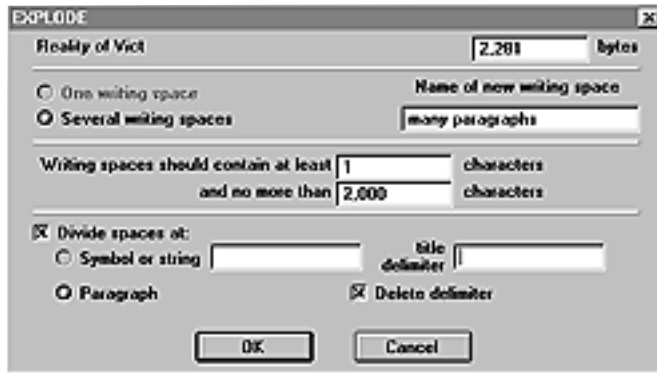 EXPLODE
Reality of Vict 2,281 bytes
One writing space Name of new writing space
Several writing spaces many paragraphs
Writing spaces should contain at least 1 characters
and no more than 2,000 characters
Divide spaces at:
Symbol or string title delimiter
Paragraph Delete delimiter
OK Cancel